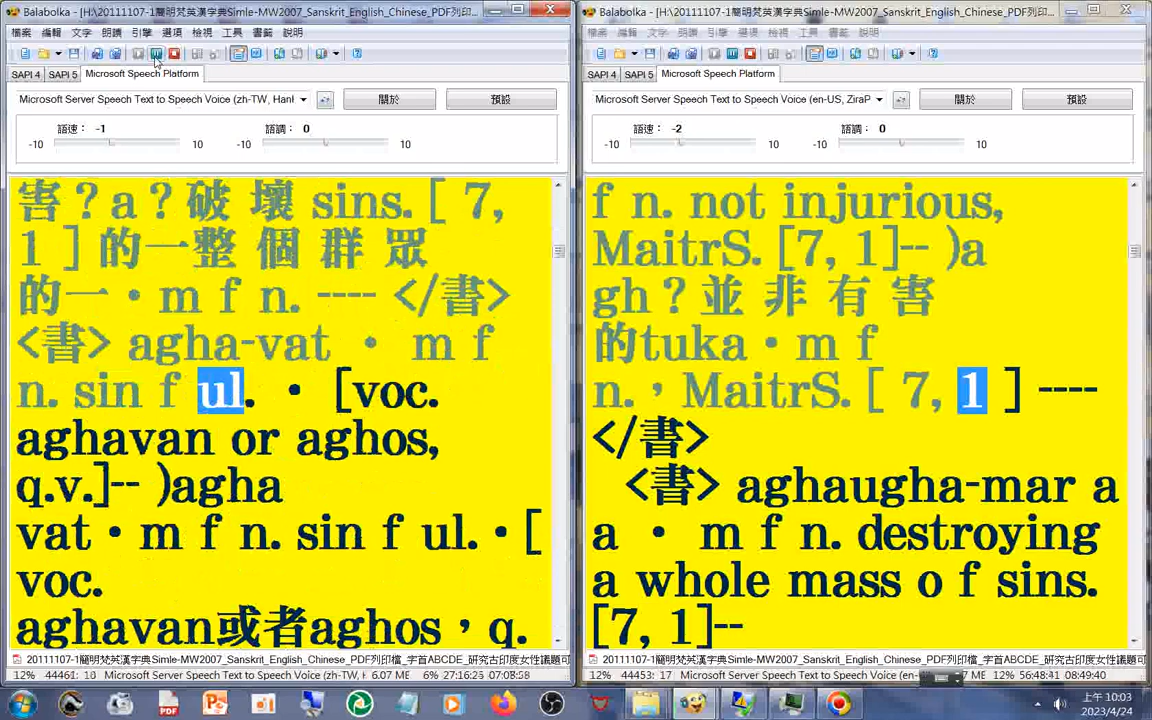 Balabolka - [H:\20111107-1簡明梵英漢字典Simle-MW2007_Sanskrit_English_Chinese_PDF列印...
檔案 編輯 文字 朗讀 引擎 選項 檢視 工具 書籤 說明
SAPI 4 SAPI 5 Microsoft Speech Platform
Microsoft Server Speech Text to Speech Voice (zh-TW, Hanl
關於 預設
語速: -1 語調: 0
-10 10 -10 10
害？a？破 壞 sins. [ 7,
1 ] 的一整 個 群 眾
的一・m f n. ---- </書>
<書> agha-vat ・ m f
n. sin f ul. ・ [voc.
aghavan or aghos,
q.v.]-- )agha
vat・m f n. sin f ul.・[
voc.
aghavan或者aghos，q.
20111107-1簡明梵英漢字典Simle-MW2007_Sanskrit_English_Chinese_PDF列印檔_字首ABCDE_研究古印度女性議題可
12% 44461: 10 Microsoft Server Speech Text to Speech Voice (zh-TW, H 6.07 MB 6% 27:16:25 07:08:58
Balabolka - [H:\20111107-1簡明梵英漢字典Simle-MW2007_Sanskrit_English_Chinese_PDF列印...
檔案 編輯 文字 朗讀 引擎 選項 檢視 工具 書籤 說明
SAPI 4 SAPI 5 Microsoft Speech Platform
Microsoft Server Speech Text to Speech Voice (en-US, ZiraP
關於 預設
語速: -2 語調: 0
-10 10 -10 10
f n. not injurious,
MaitrS. [7, 1]-- )a
gh？並 非 有 害
的tuka・m f
n.，MaitrS. [ 7, 1 ] ----
</書>
<書> aghaugha-mar a
a ・ m f n. destroying
a whole mass o f sins.
[7, 1]--
20111107-1簡明梵英漢字典Simle-MW2007_Sanskrit_English_Chinese_PDF列印檔_字首ABCDE_研究古印度女性議題可
12% 44453: 17 Microsoft Server Speech Text to Speech Voice 12% 56:48:41 08:49:40
上午 10:03
2023/4/24